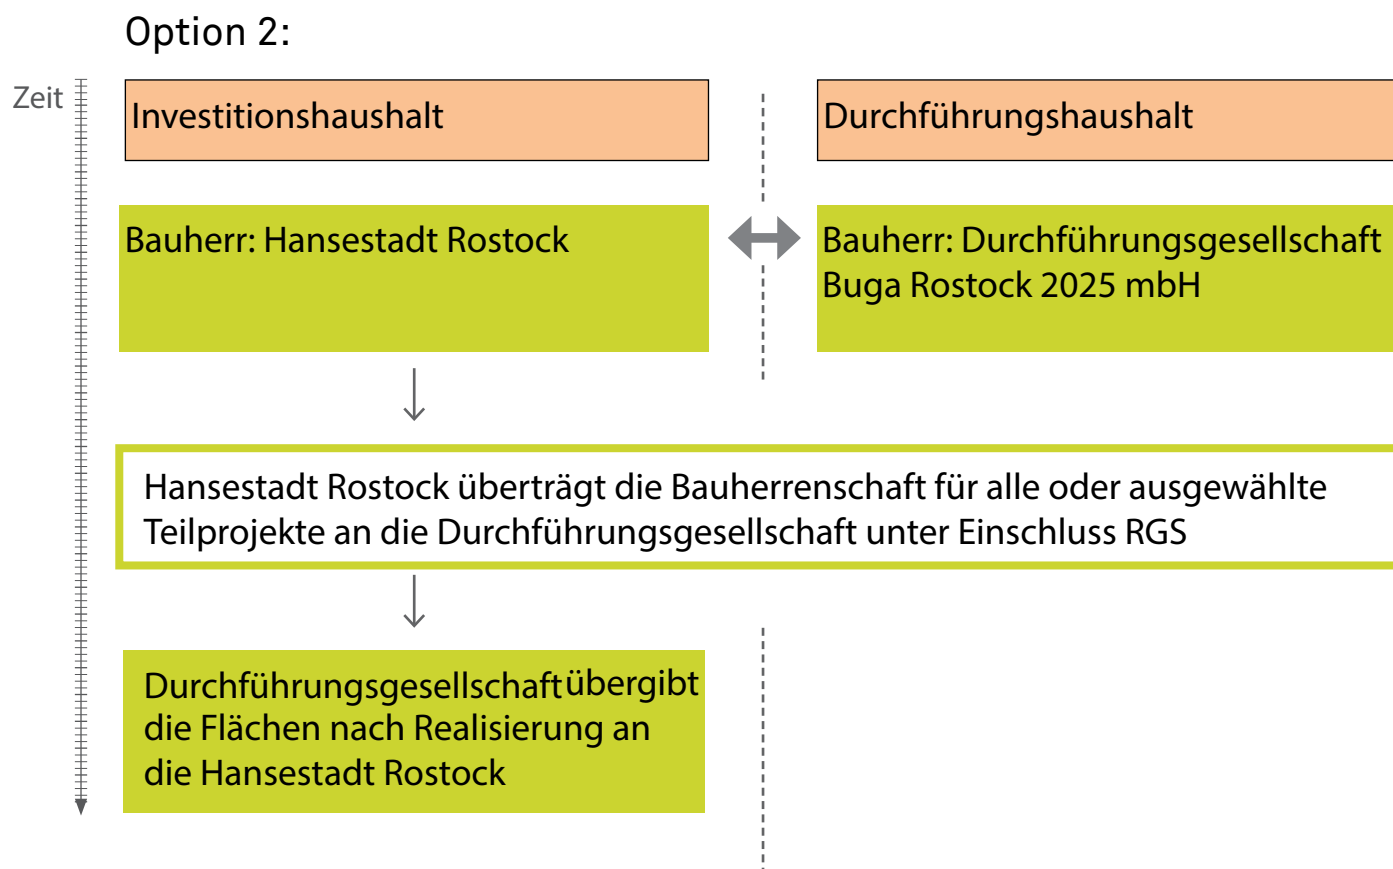 Option 2:
Zeit
Investitionshaushalt
Durchführungshaushalt
Bauherr: Hansestadt Rostock
Bauherr: Durchführungsgesellschaft
Buga Rostock 2025 mbH
Hansestadt Rostock überträgt die Bauherrenschaft für alle oder ausgewählte
Teilprojekte an die Durchführungsgesellschaft unter Einschluss RGS
Durchführungsgesellschaft übergibt
die Flächen nach Realisierung an
die Hansestadt Rostock